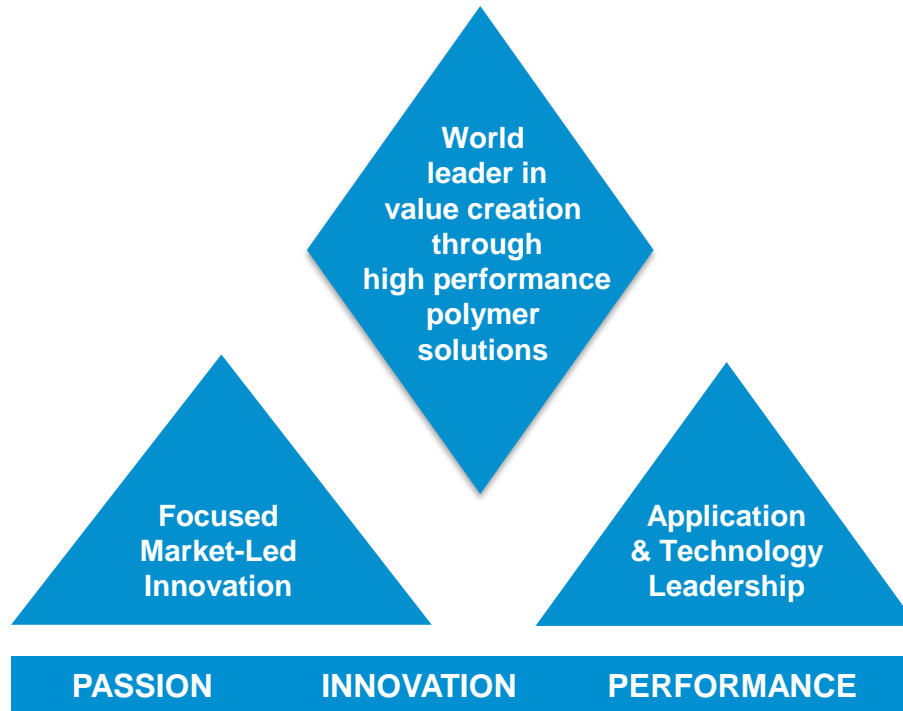 World
leader in
value creation
through
high performance
polymer
solutions
Focused
Market-Led
Innovation
Application
& Technology
Leadership
PASSION INNOVATION PERFORMANCE